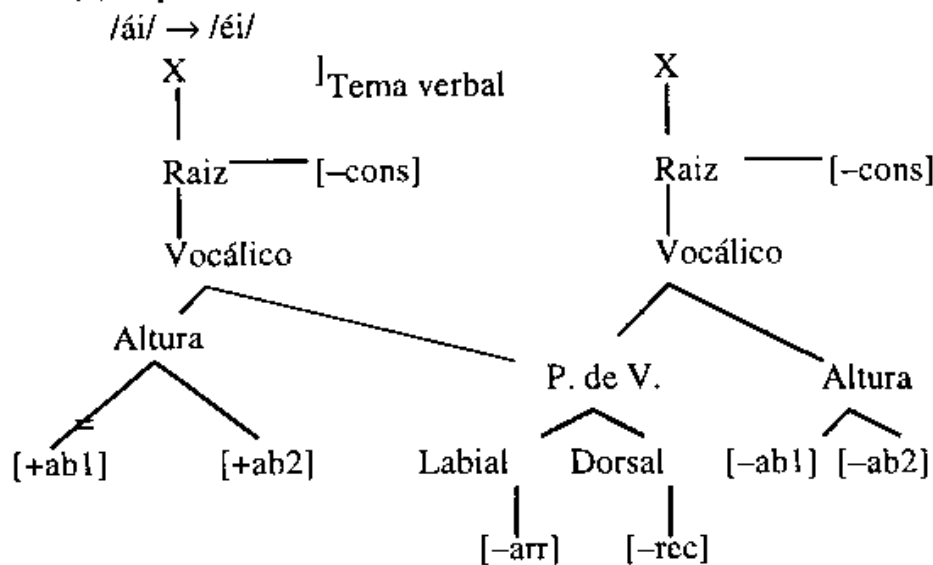 /ái/ → /éi/
X ]Tema verbal X
Raiz [–cons] Raiz [–cons]
Vocálico Vocálico
Altura P. de V. Altura
[+ab1] [+ab2] Labial Dorsal [–ab1] [–ab2]
[–arr] [–rec]